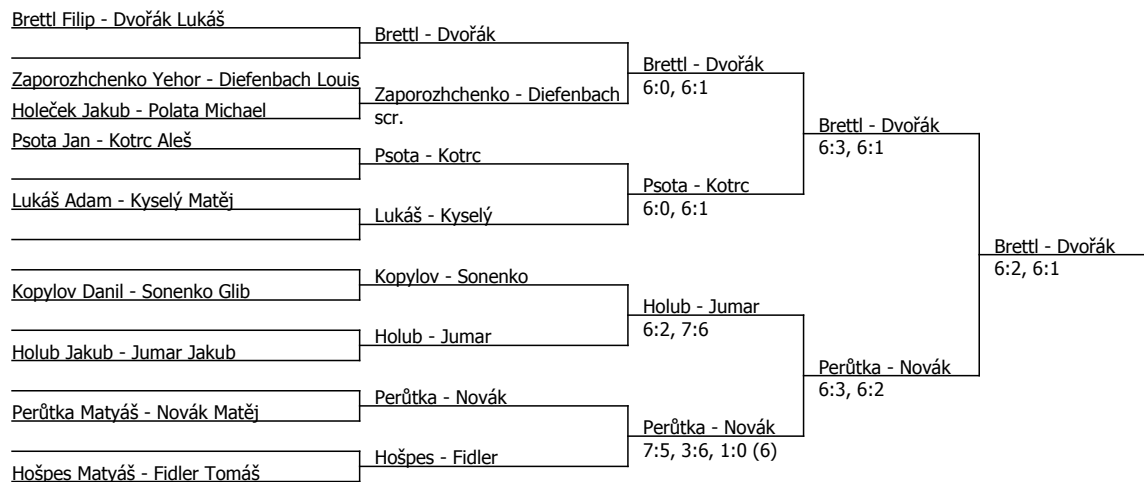 Brettl Filip - Dvořák Lukáš
Zaporozhchenko Yehor - Diefenbach Louis
Holeček Jakub - Polata Michael
Psota Jan - Kotrc Aleš
Lukáš Adam - Kyselý Matěj
Kopylov Danil - Sonenko Glib
Holub Jakub - Jumar Jakub
Perůtka Matyáš - Novák Matěj
Hošpes Matyáš - Fidler Tomáš
Brettl - Dvořák
Zaporozhchenko - Diefenbach
scr.
Psota - Kotrc
Lukáš - Kyselý
Kopylov - Sonenko
Holub - Jumar
Perůtka - Novák
Hošpes - Fidler
Brettl - Dvořák
6:0, 6:1
Psota - Kotrc
6:0, 6:1
Holub - Jumar
6:2, 7:6
Perůtka - Novák
7:5, 3:6, 1:0 (6)
Brettl - Dvořák
6:3, 6:1
Perůtka - Novák
6:3, 6:2
Brettl - Dvořák
6:2, 6:1